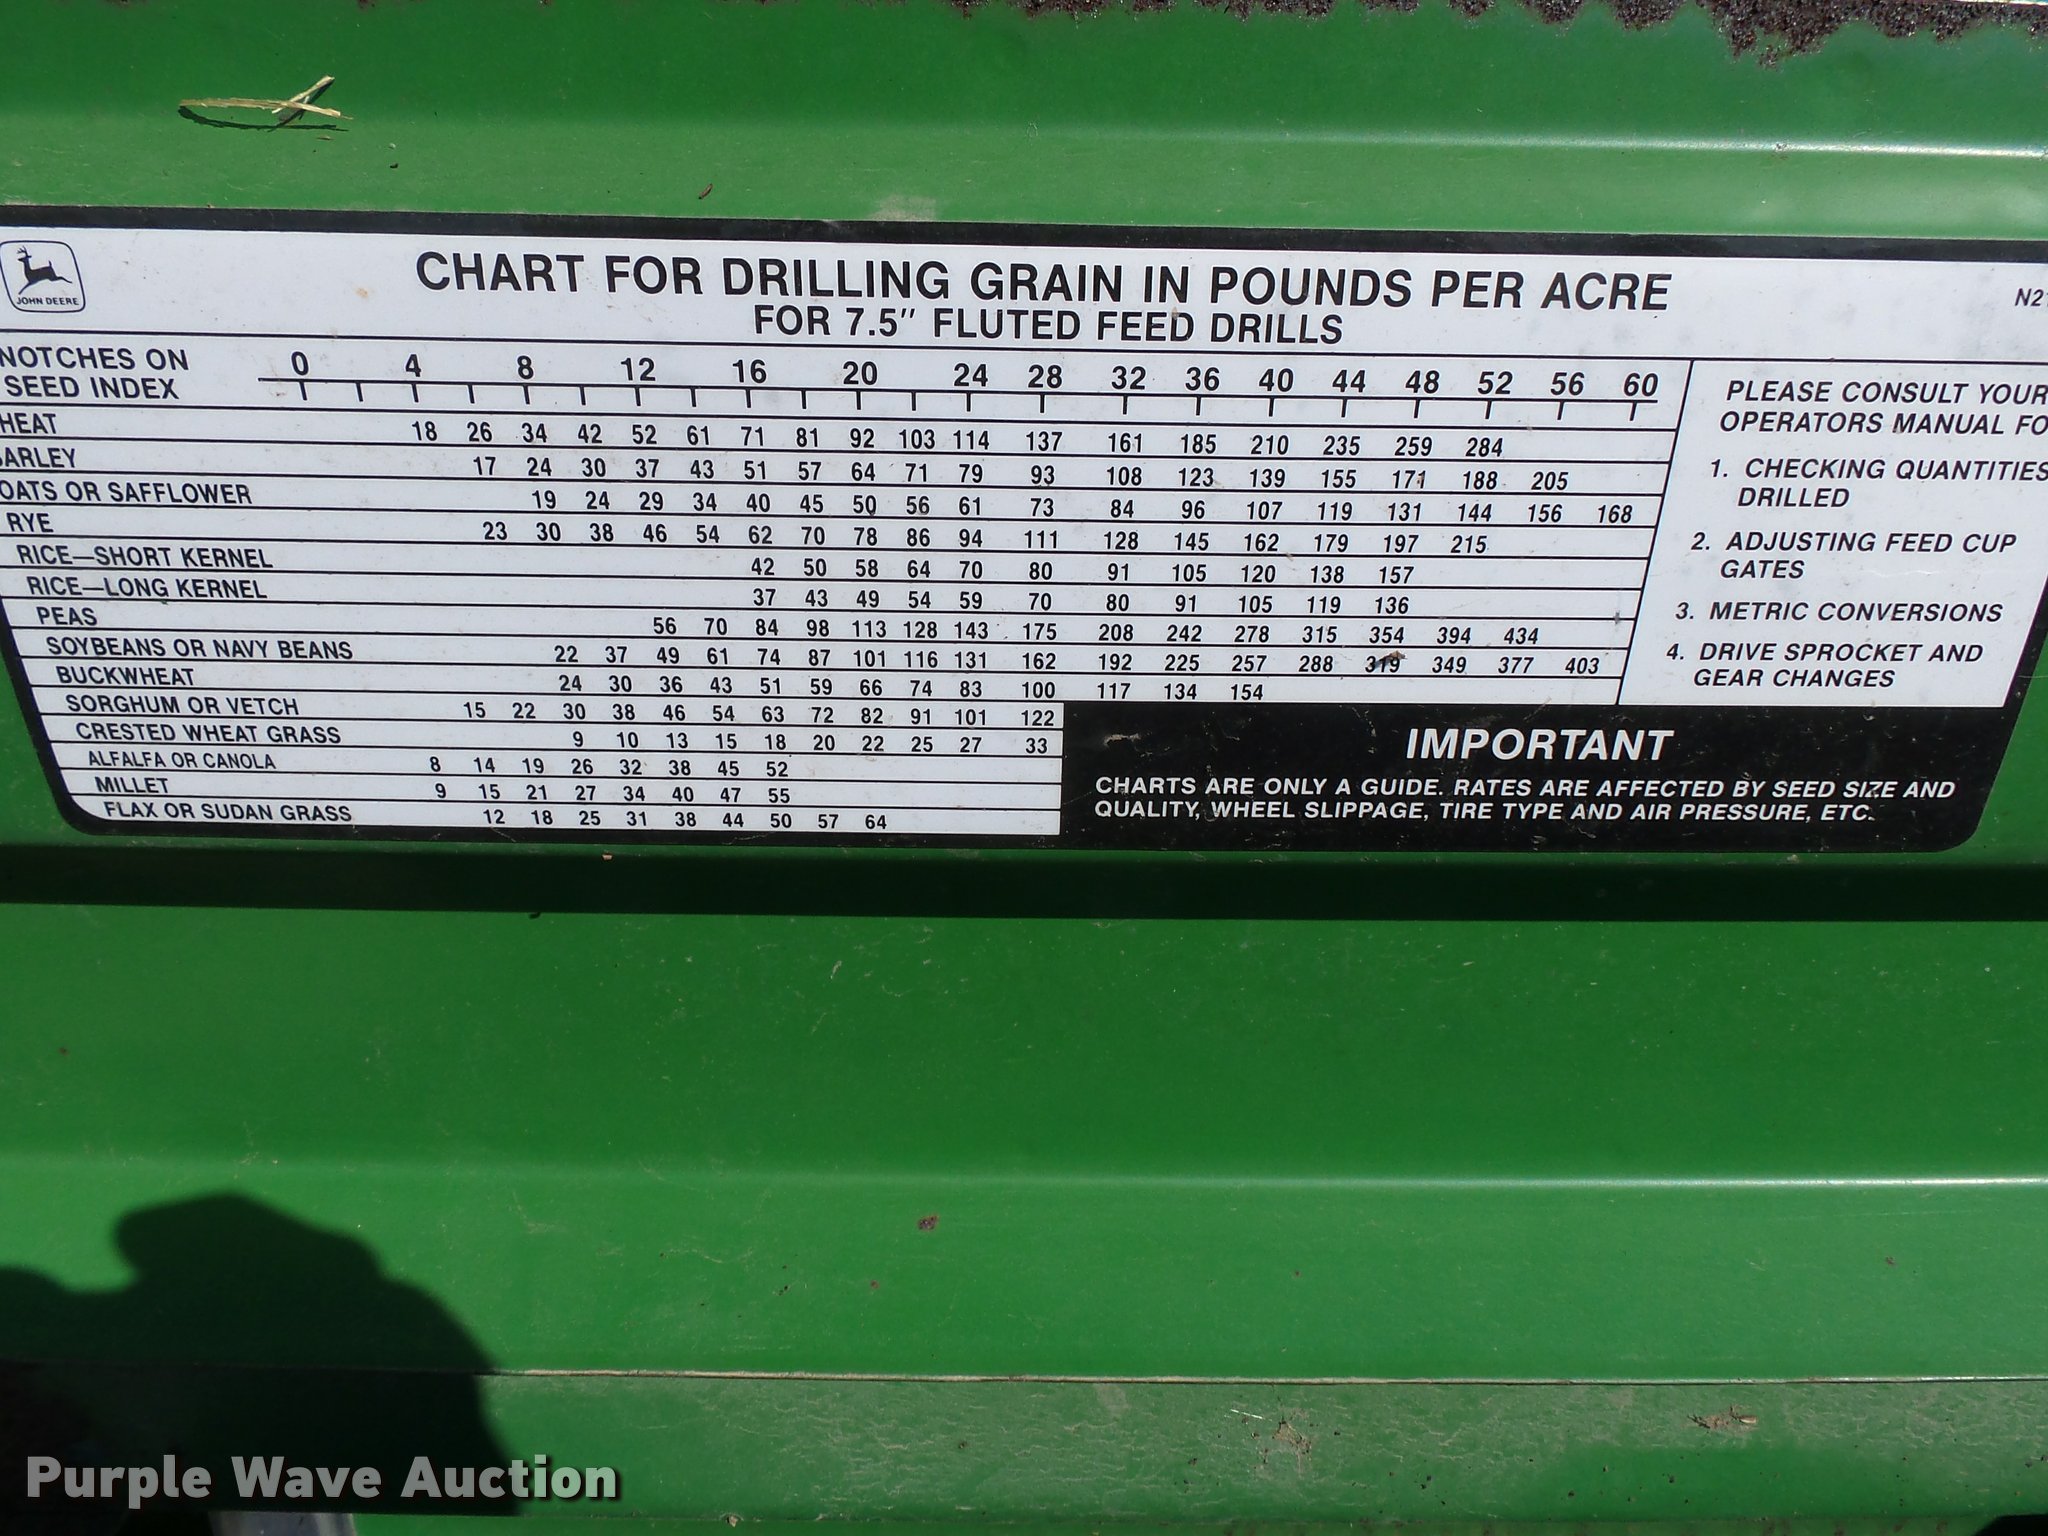 JOHN DEERE
CHART FOR DRILLING GRAIN IN POUNDS PER ACRE
FOR 7.5" FLUTED FEED DRILLS
N21
NOTCHES ON
SEED INDEX
0 4 8 12 16 20 24 28 32 36 40 44 48 52 56 60
HEAT 18 26 34 42 52 61 71 81 92 103 114 137 161 185 210 235 259 284
ARLEY 17 24 30 37 43 51 57 64 71 79 93 108 123 139 155 171 188 205
OATS OR SAFFLOWER 19 24 29 34 40 45 50 56 61 73 84 96 107 119 131 144 156 168
RYE 23 30 38 46 54 62 70 78 86 94 111 128 145 162 179 197 215
RICE—SHORT KERNEL 42 50 58 64 70 80 91 105 120 138 157
RICE—LONG KERNEL 37 43 49 54 59 70 80 91 105 119 136
PEAS 56 70 84 98 113 128 143 175 208 242 278 315 354 394 434
SOYBEANS OR NAVY BEANS 22 37 49 61 74 87 101 116 131 162 192 225 257 288 319 349 377 403
BUCKWHEAT 24 30 36 43 51 59 66 74 83 100 117 134 154
SORGHUM OR VETCH 15 22 30 38 46 54 63 72 82 91 101 122
CRESTED WHEAT GRASS 9 10 13 15 18 20 22 25 27 33
ALFALFA OR CANOLA 8 14 19 26 32 38 45 52
MILLET 9 15 21 27 34 40 47 55
FLAX OR SUDAN GRASS 12 18 25 31 38 44 50 57 64
PLEASE CONSULT YOUR
OPERATORS MANUAL FO
1. CHECKING QUANTITIES
DRILLED
2. ADJUSTING FEED CUP
GATES
3. METRIC CONVERSIONS
4. DRIVE SPROCKET AND
GEAR CHANGES
IMPORTANT
CHARTS ARE ONLY A GUIDE. RATES ARE AFFECTED BY SEED SIZE AND
QUALITY, WHEEL SLIPPAGE, TIRE TYPE AND AIR PRESSURE, ETC.
Purple Wave Auction